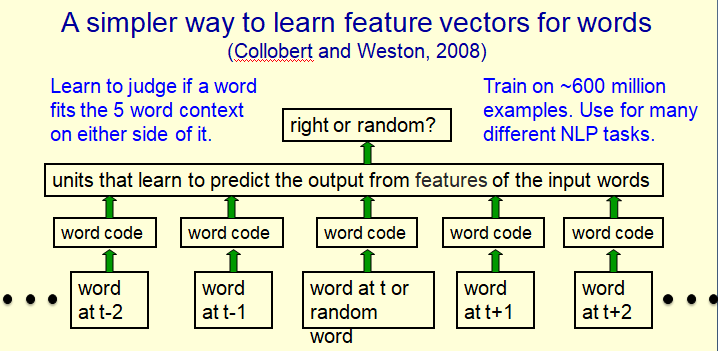 A simpler way to learn feature vectors for words
(Collobert and Weston, 2008)
Learn to judge if a word
fits the 5 word context
on either side of it.
Train on ~600 million
examples. Use for many
different NLP tasks.
right or random?
units that learn to predict the output from features of the input words
word code
word code
word code
word code
word code
word
at t-2
word
at t-1
word at t or
random
word
word
at t+1
word
at t+2